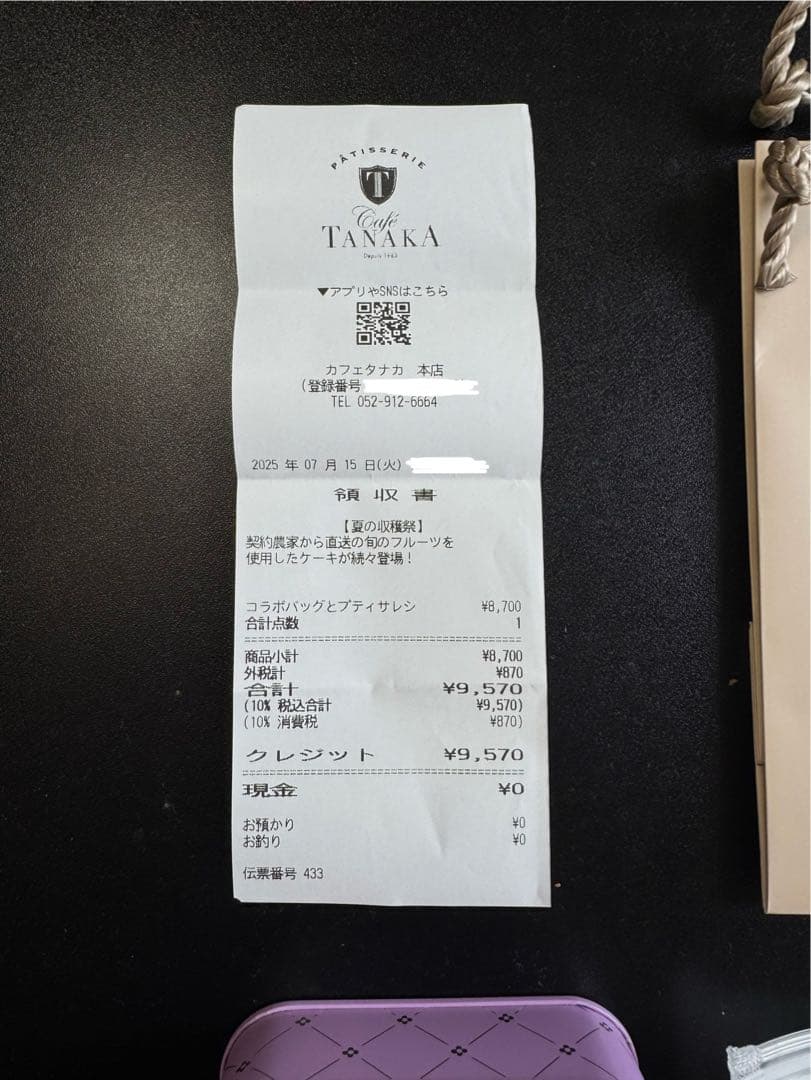 PÂTISSERIE
T
Café
TANAKA
▼アプリやSNSはこちら
カフェタナカ 本店
(登録番号
TEL 052-912-6664
2025 年 07 月 15 日(火)
領収書
【夏の収穫祭】
契約農家から直送の旬のフルーツを
使用したケーキが続々登場！
コラボバッグとプティサレシ ¥8,700
合計点数 1
商品小計 ¥8,700
外税計 ¥870
合計 ¥9,570
(10% 税込合計 ¥9,570)
(10% 消費税 ¥870)
クレジット ¥9,570
現金 ¥0
お預かり ¥0
お釣り ¥0
伝票番号 433